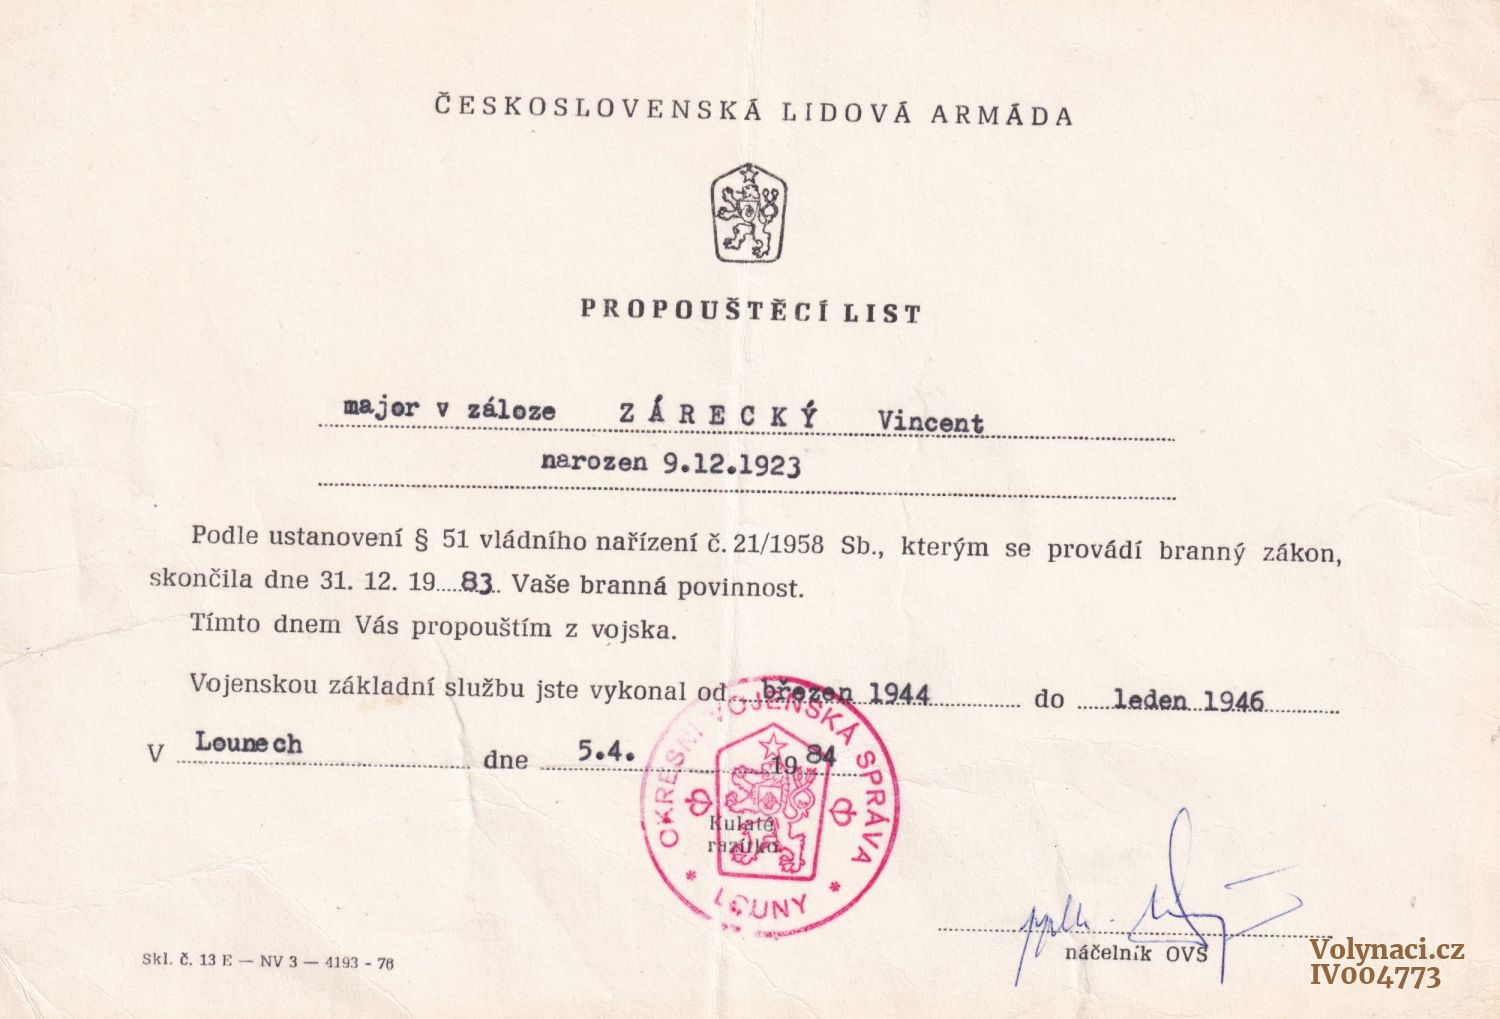 ČESKOSLOVENSKÁ LIDOVÁ ARMÁDA
PROPOUŠTĚCÍ LIST
major v záloze ZÁRECKÝ Vincent
narozen 9.12.1923
Podle ustanovení § 51 vládního nařízení č. 21/1958 Sb., kterým se provádí branný zákon,
skončila dne 31. 12. 19 83. Vaše branná povinnost.
Tímto dnem Vás propouštím z vojska.
Vojenskou základní službu jste vykonal od březen 1944 do leden 1946
V Lounech dne 5.4. 19 84
OKRESNÍ VOJENSKÁ SPRÁVA
* LOUNY *
Kulaté
razítko
pplk.
náčelník OVS
Skl. č. 13 E — NV 3 — 4193 - 76
Volynaci.cz
IV004773